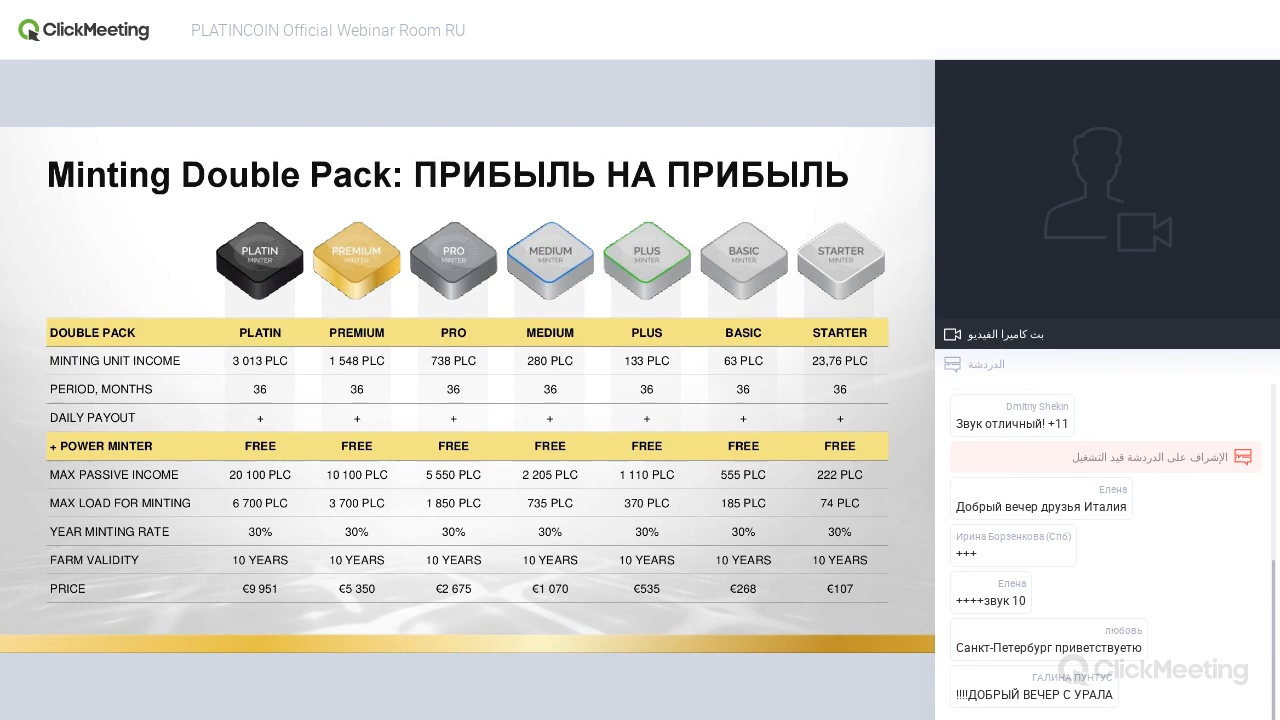 ClickMeeting
PLATINCOIN Official Webinar Room RU
Minting Double Pack: ПРИБЫЛЬ НА ПРИБЫЛЬ
PLATIN MINTER
PREMIUM MINTER
PRO MINTER
MEDIUM MINTER
PLUS MINTER
BASIC MINTER
STARTER MINTER
DOUBLE PACK PLATIN PREMIUM PRO MEDIUM PLUS BASIC STARTER
MINTING UNIT INCOME 3 013 PLC 1 548 PLC 738 PLC 280 PLC 133 PLC 63 PLC 23,76 PLC
PERIOD, MONTHS 36 36 36 36 36 36 36
DAILY PAYOUT + + + + + + +
+ POWER MINTER FREE FREE FREE FREE FREE FREE FREE
MAX PASSIVE INCOME 20 100 PLC 10 100 PLC 5 550 PLC 2 205 PLC 1 110 PLC 555 PLC 222 PLC
MAX LOAD FOR MINTING 6 700 PLC 3 700 PLC 1 850 PLC 735 PLC 370 PLC 185 PLC 74 PLC
YEAR MINTING RATE 30% 30% 30% 30% 30% 30% 30%
FARM VALIDITY 10 YEARS 10 YEARS 10 YEARS 10 YEARS 10 YEARS 10 YEARS 10 YEARS
PRICE €9 951 €5 350 €2 675 €1 070 €535 €268 €107
بث كاميرا الفيديو
الدردشة
Dmitriy Shekin
Звук отличный! +11
الإشراف على الدردشة قيد التشغيل
Елена
Добрый вечер друзья Италия
Ирина Борзенкова (Спб)
+++
Елена
++++звук 10
любовь
Санкт-Петербург приветствуетю
ClickMeeting
ГАЛИНА ПУНТУС
!!!!ДОБРЫЙ ВЕЧЕР С УРАЛА